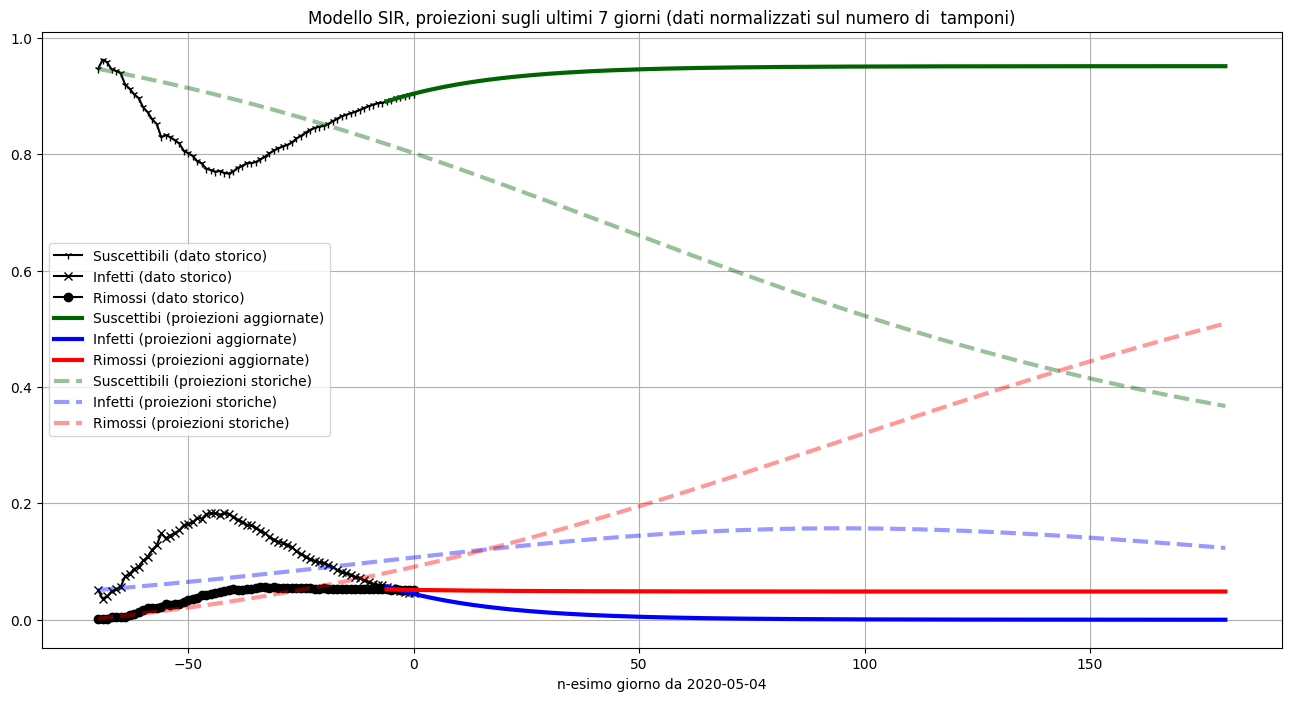 Modello SIR, proiezioni sugli ultimi 7 giorni (dati normalizzati sul numero di  tamponi)
1.0
0.8
0.6
0.4
0.2
0.0
Suscettibili (dato storico)
Infetti (dato storico)
Rimossi (dato storico)
Suscettibi (proiezioni aggiornate)
Infetti (proiezioni aggiornate)
Rimossi (proiezioni aggiornate)
Suscettibili (proiezioni storiche)
Infetti (proiezioni storiche)
Rimossi (proiezioni storiche)
−50 0 50 100 150
n-esimo giorno da 2020-05-04